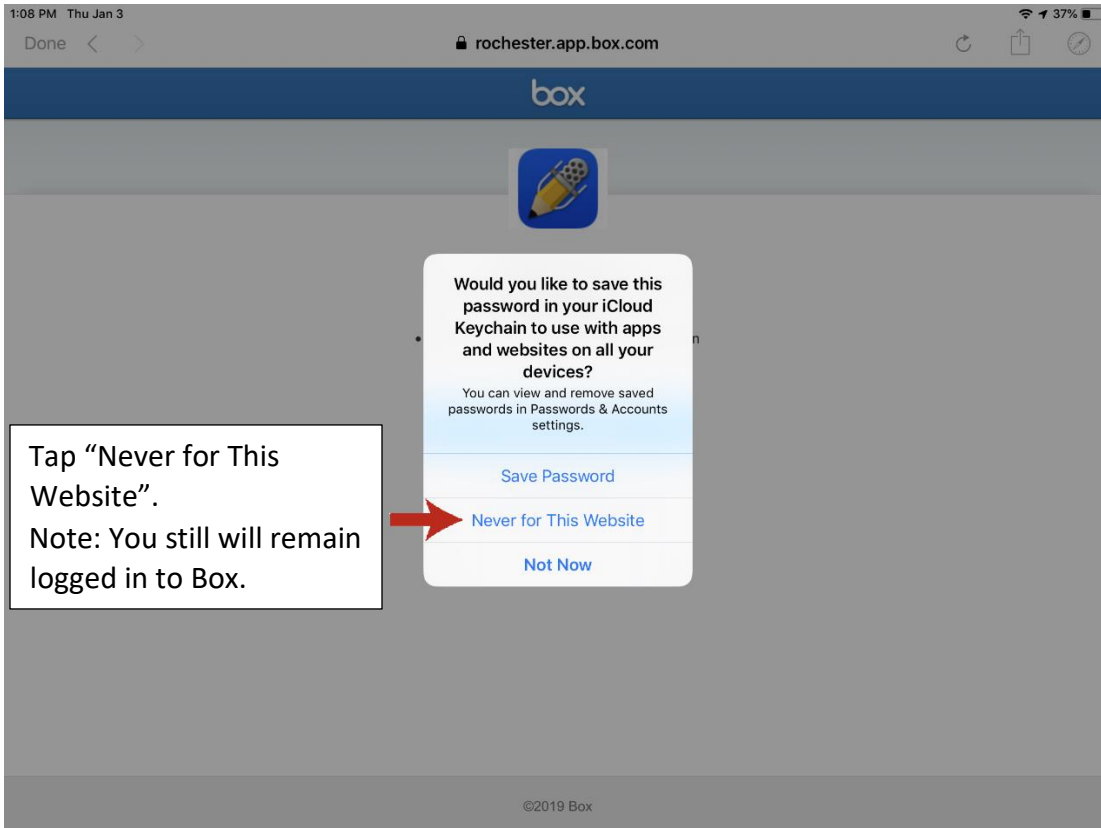 1:08 PM Thu Jan 3
37%
Done
rochester.app.box.com
box
Would you like to save this
password in your iCloud
Keychain to use with apps
and websites on all your
devices?
n
You can view and remove saved
passwords in Passwords & Accounts
settings.
Save Password
Never for This Website
Not Now
Tap “Never for This
Website”.
Note: You still will remain
logged in to Box.
©2019 Box